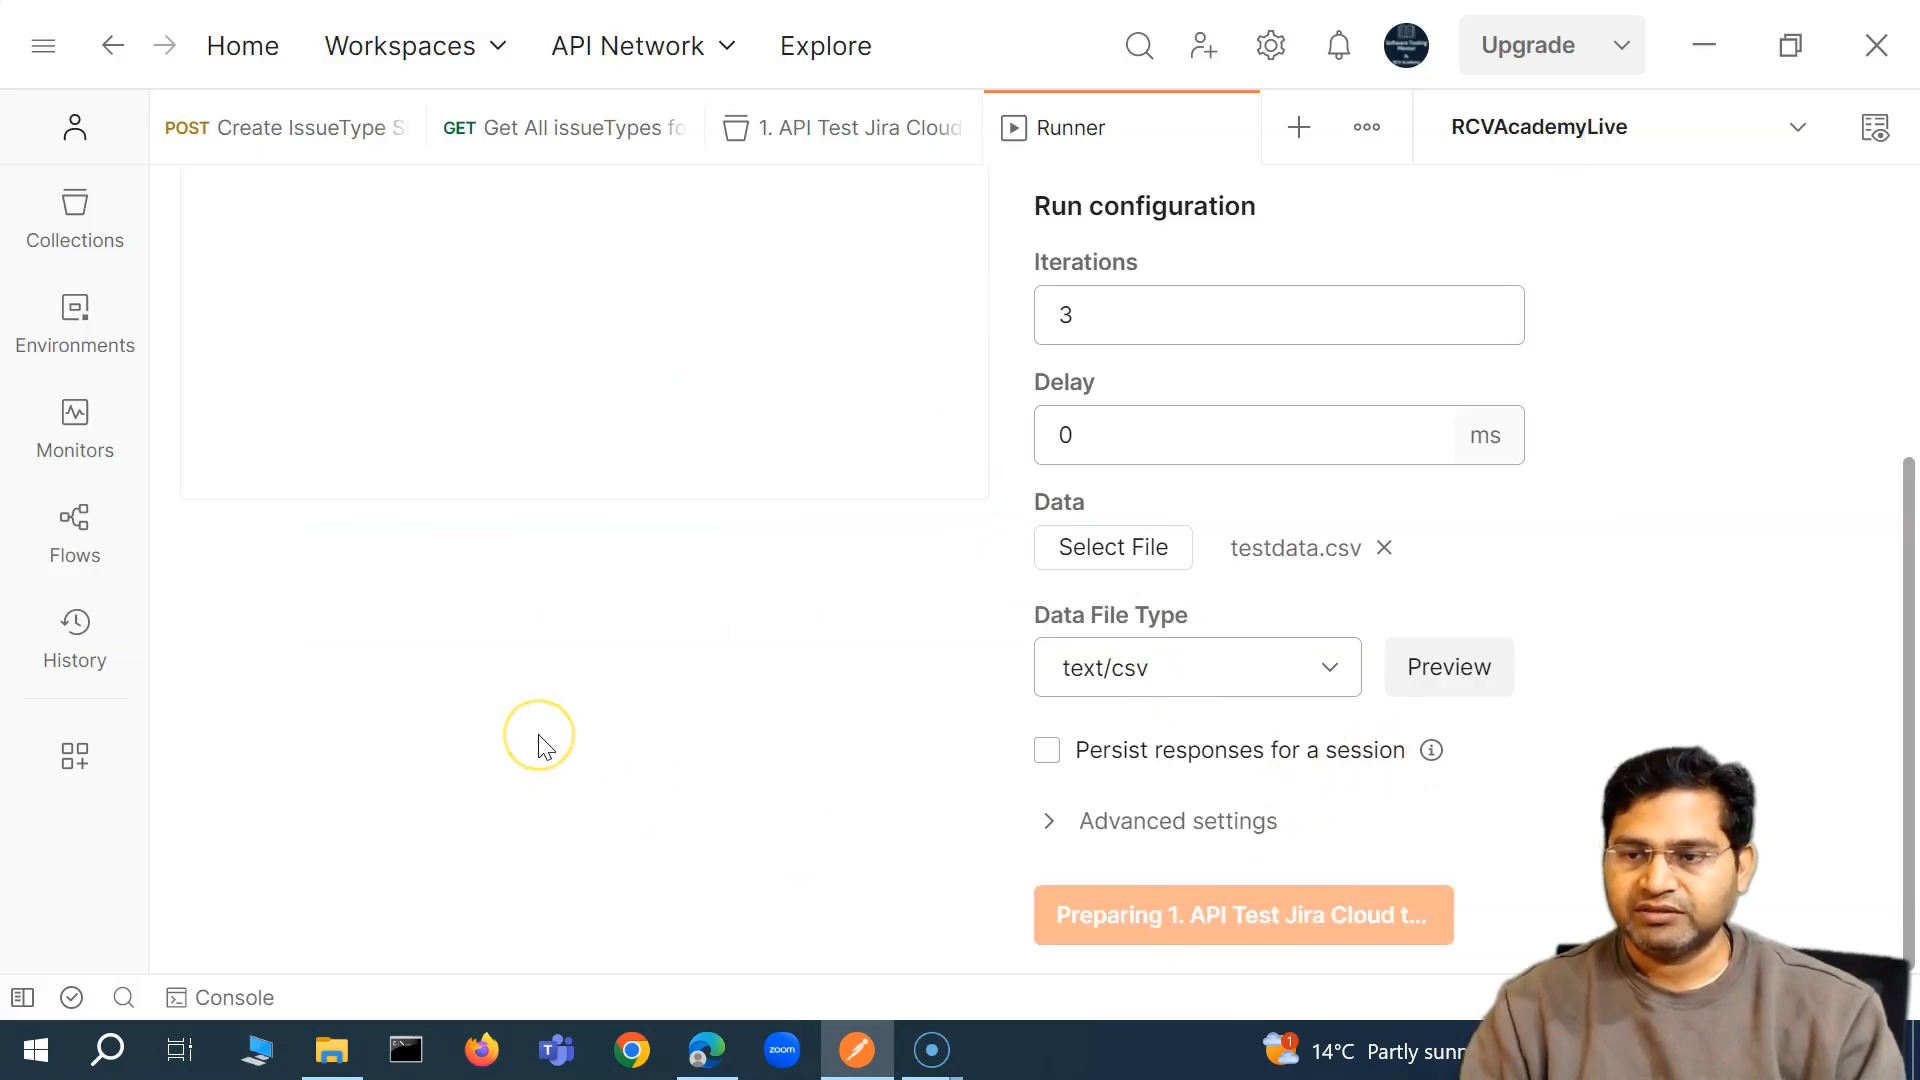 Home Workspaces API Network Explore Upgrade
POST Create IssueType S GET Get All issueTypes fo 1. API Test Jira Cloud Runner RCVAcademyLive
Collections
Environments
Monitors
Flows
History
Run configuration
Iterations
3
Delay
0 ms
Data
Select File testdata.csv
Data File Type
text/csv Preview
Persist responses for a session
Advanced settings
Preparing 1. API Test Jira Cloud t...
Console
zoom 1 14°C Partly sunn